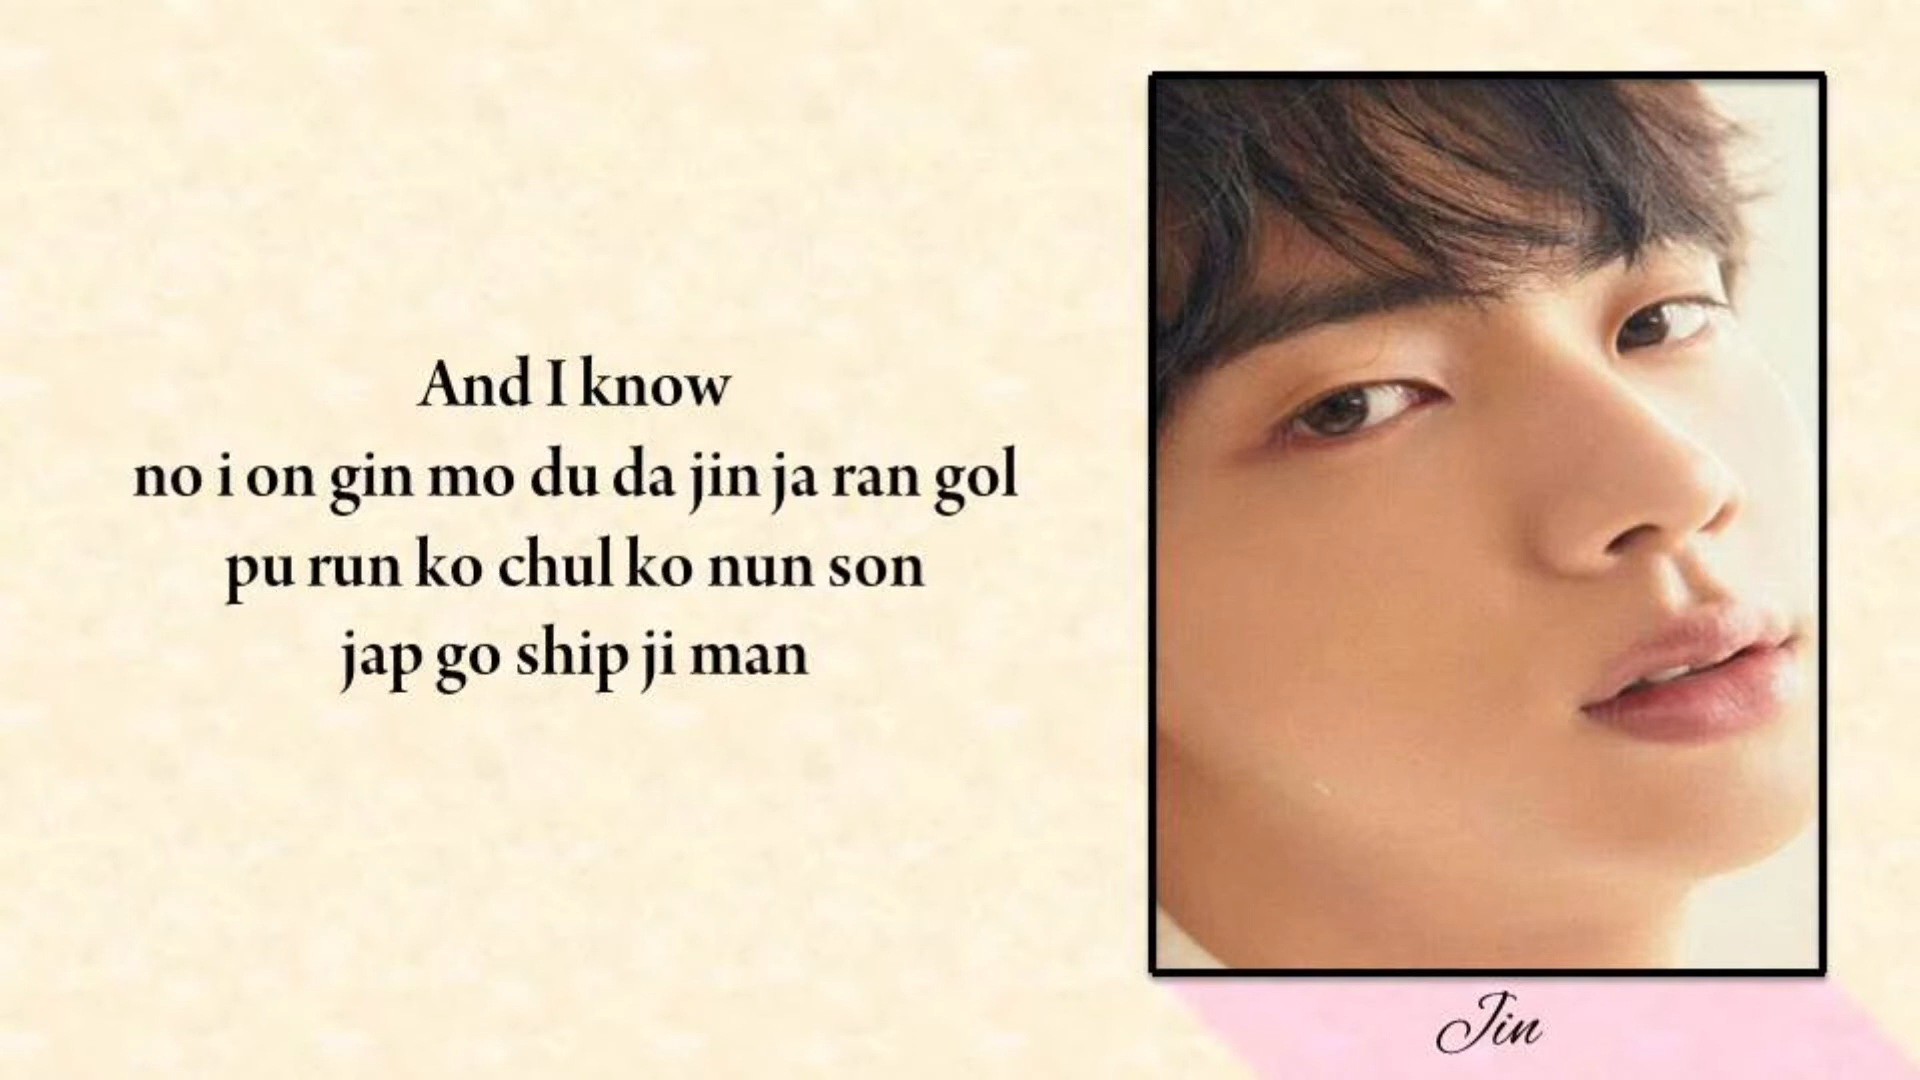 And I know
no i on gin mo du da jin ja ran gol
pu run ko chul ko nun son
jap go ship ji man
Jin